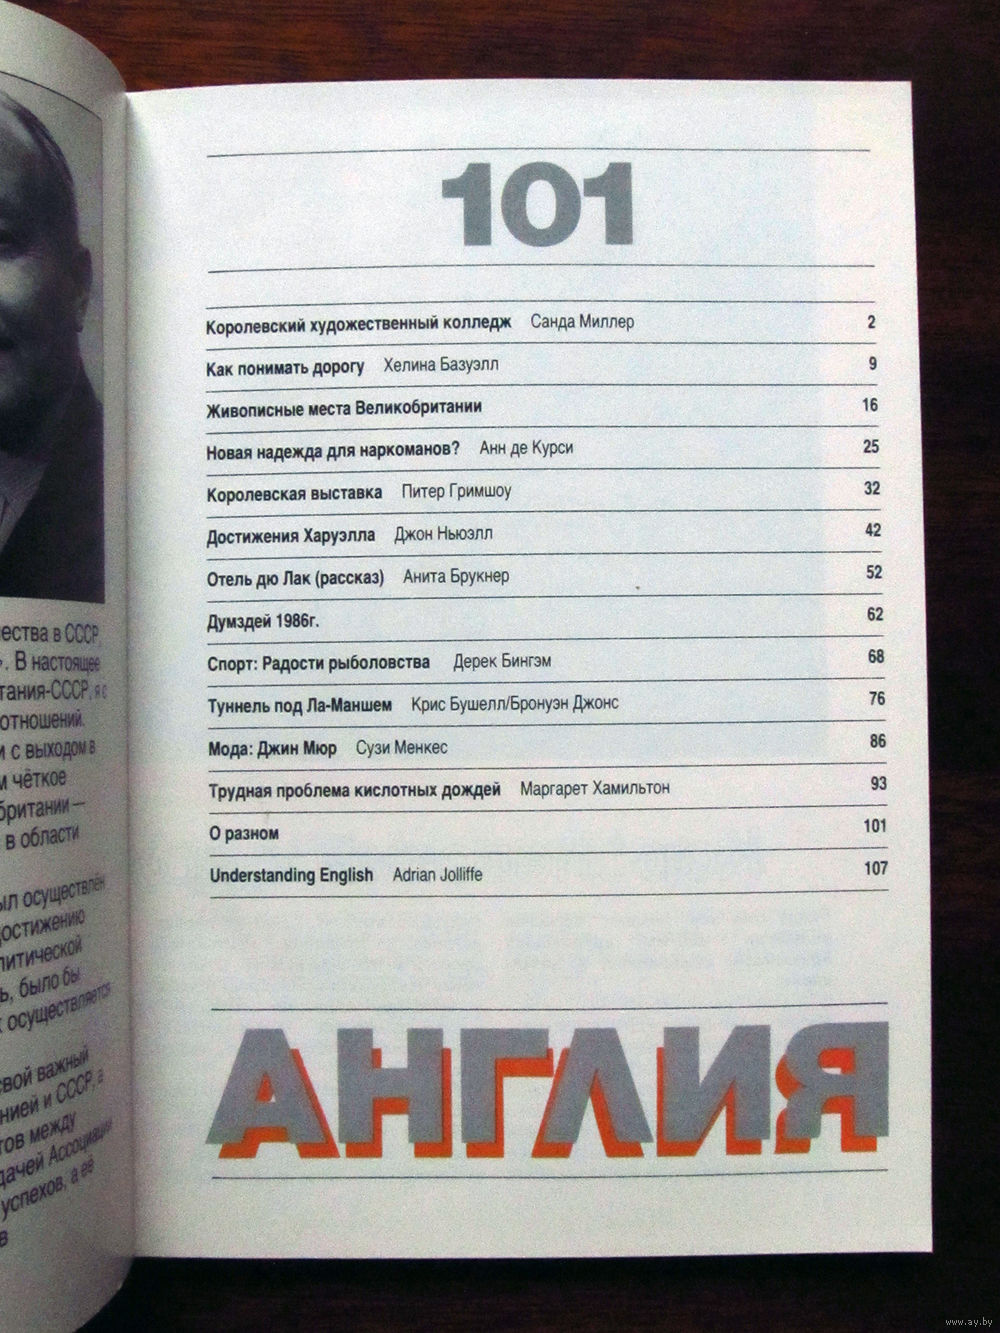 101
Королевский художественный колледж Санда Миллер 2
Как понимать дорогу Хелина Базуэлл 9
Живописные места Великобритании 16
Новая надежда для наркоманов? Анн де Курси 25
Королевская выставка Питер Гримшоу 32
Достижения Харуэлла Джон Ньюэлл 42
Отель дю Лак (рассказ) Анита Брукнер 52
Думздей 1986г. 62
Спорт: Радости рыболовства Дерек Бингэм 68
Туннель под Ла-Маншем Крис Бушелл/Бронуэн Джонс 76
Мода: Джин Мюр Сузи Менкес 86
Трудная проблема кислотных дождей Маргарет Хамильтон 93
О разном 101
Understanding English Adrian Jolliffe 107
АНГЛИЯ
в СССР,
В настоящее
тания-СССР, я с
отношений.
и с выходом в
м чёткое
британии —
в области
ыл осуществлён
достижению
литической
ь, было бы
к осуществляется
свой важный
нией и СССР, а
тов между
дачей Ассоциации
успехов, а её
в
www.ay.by